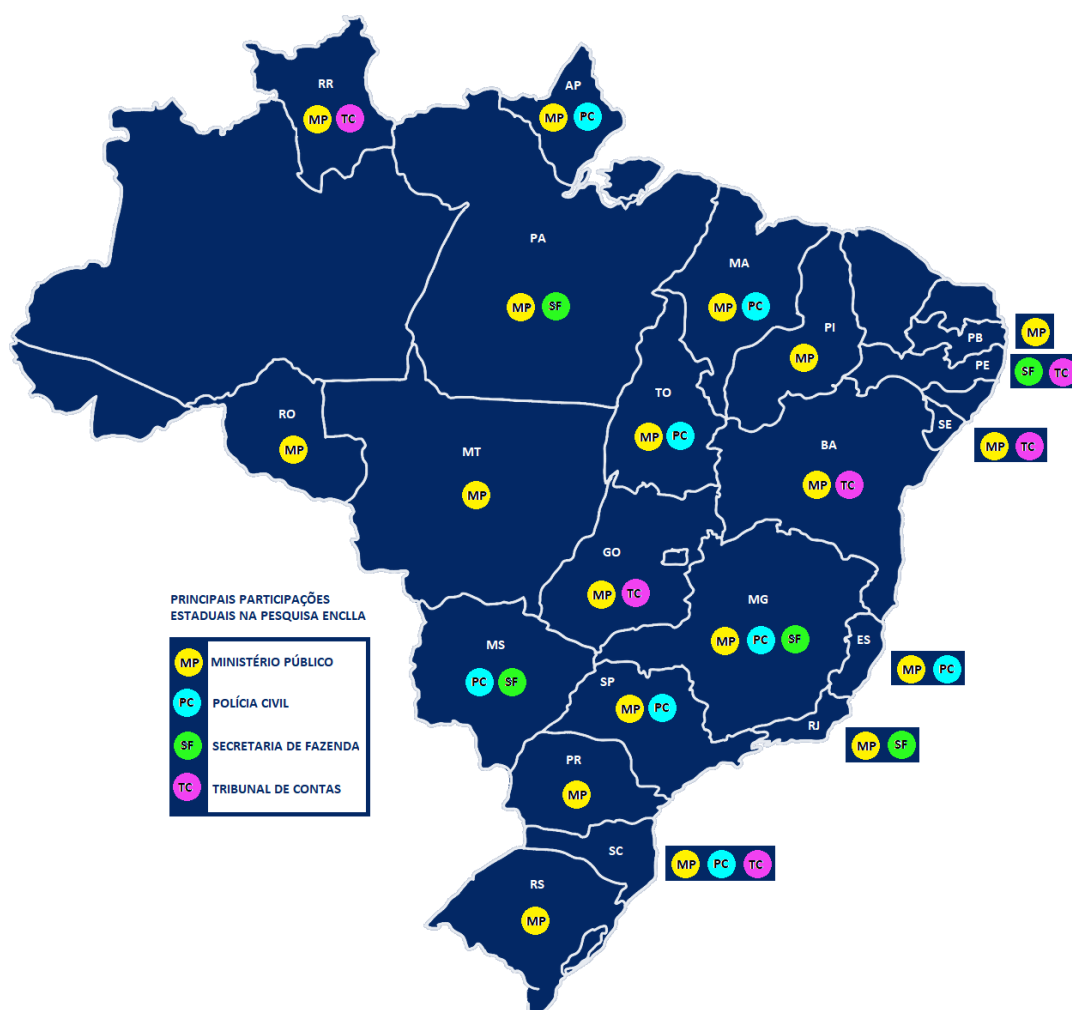 RR
MP TC
AP
MP PC
PA
MP SF
MA
MP PC
PI
MP
PB
MP
PE
SF TC
TO
MP PC
SE
MP TC
RO
MP
MT
MP
BA
MP TC
GO
MP TC
MG
MP PC SF
ES
MP PC
MS
PC SF
SP
MP PC
RJ
MP SF
PR
MP
SC
MP PC TC
RS
MP
PRINCIPAIS PARTICIPAÇÕES
ESTADUAIS NA PESQUISA ENCLLA
MP MINISTÉRIO PÚBLICO
PC POLÍCIA CIVIL
SF SECRETARIA DE FAZENDA
TC TRIBUNAL DE CONTAS